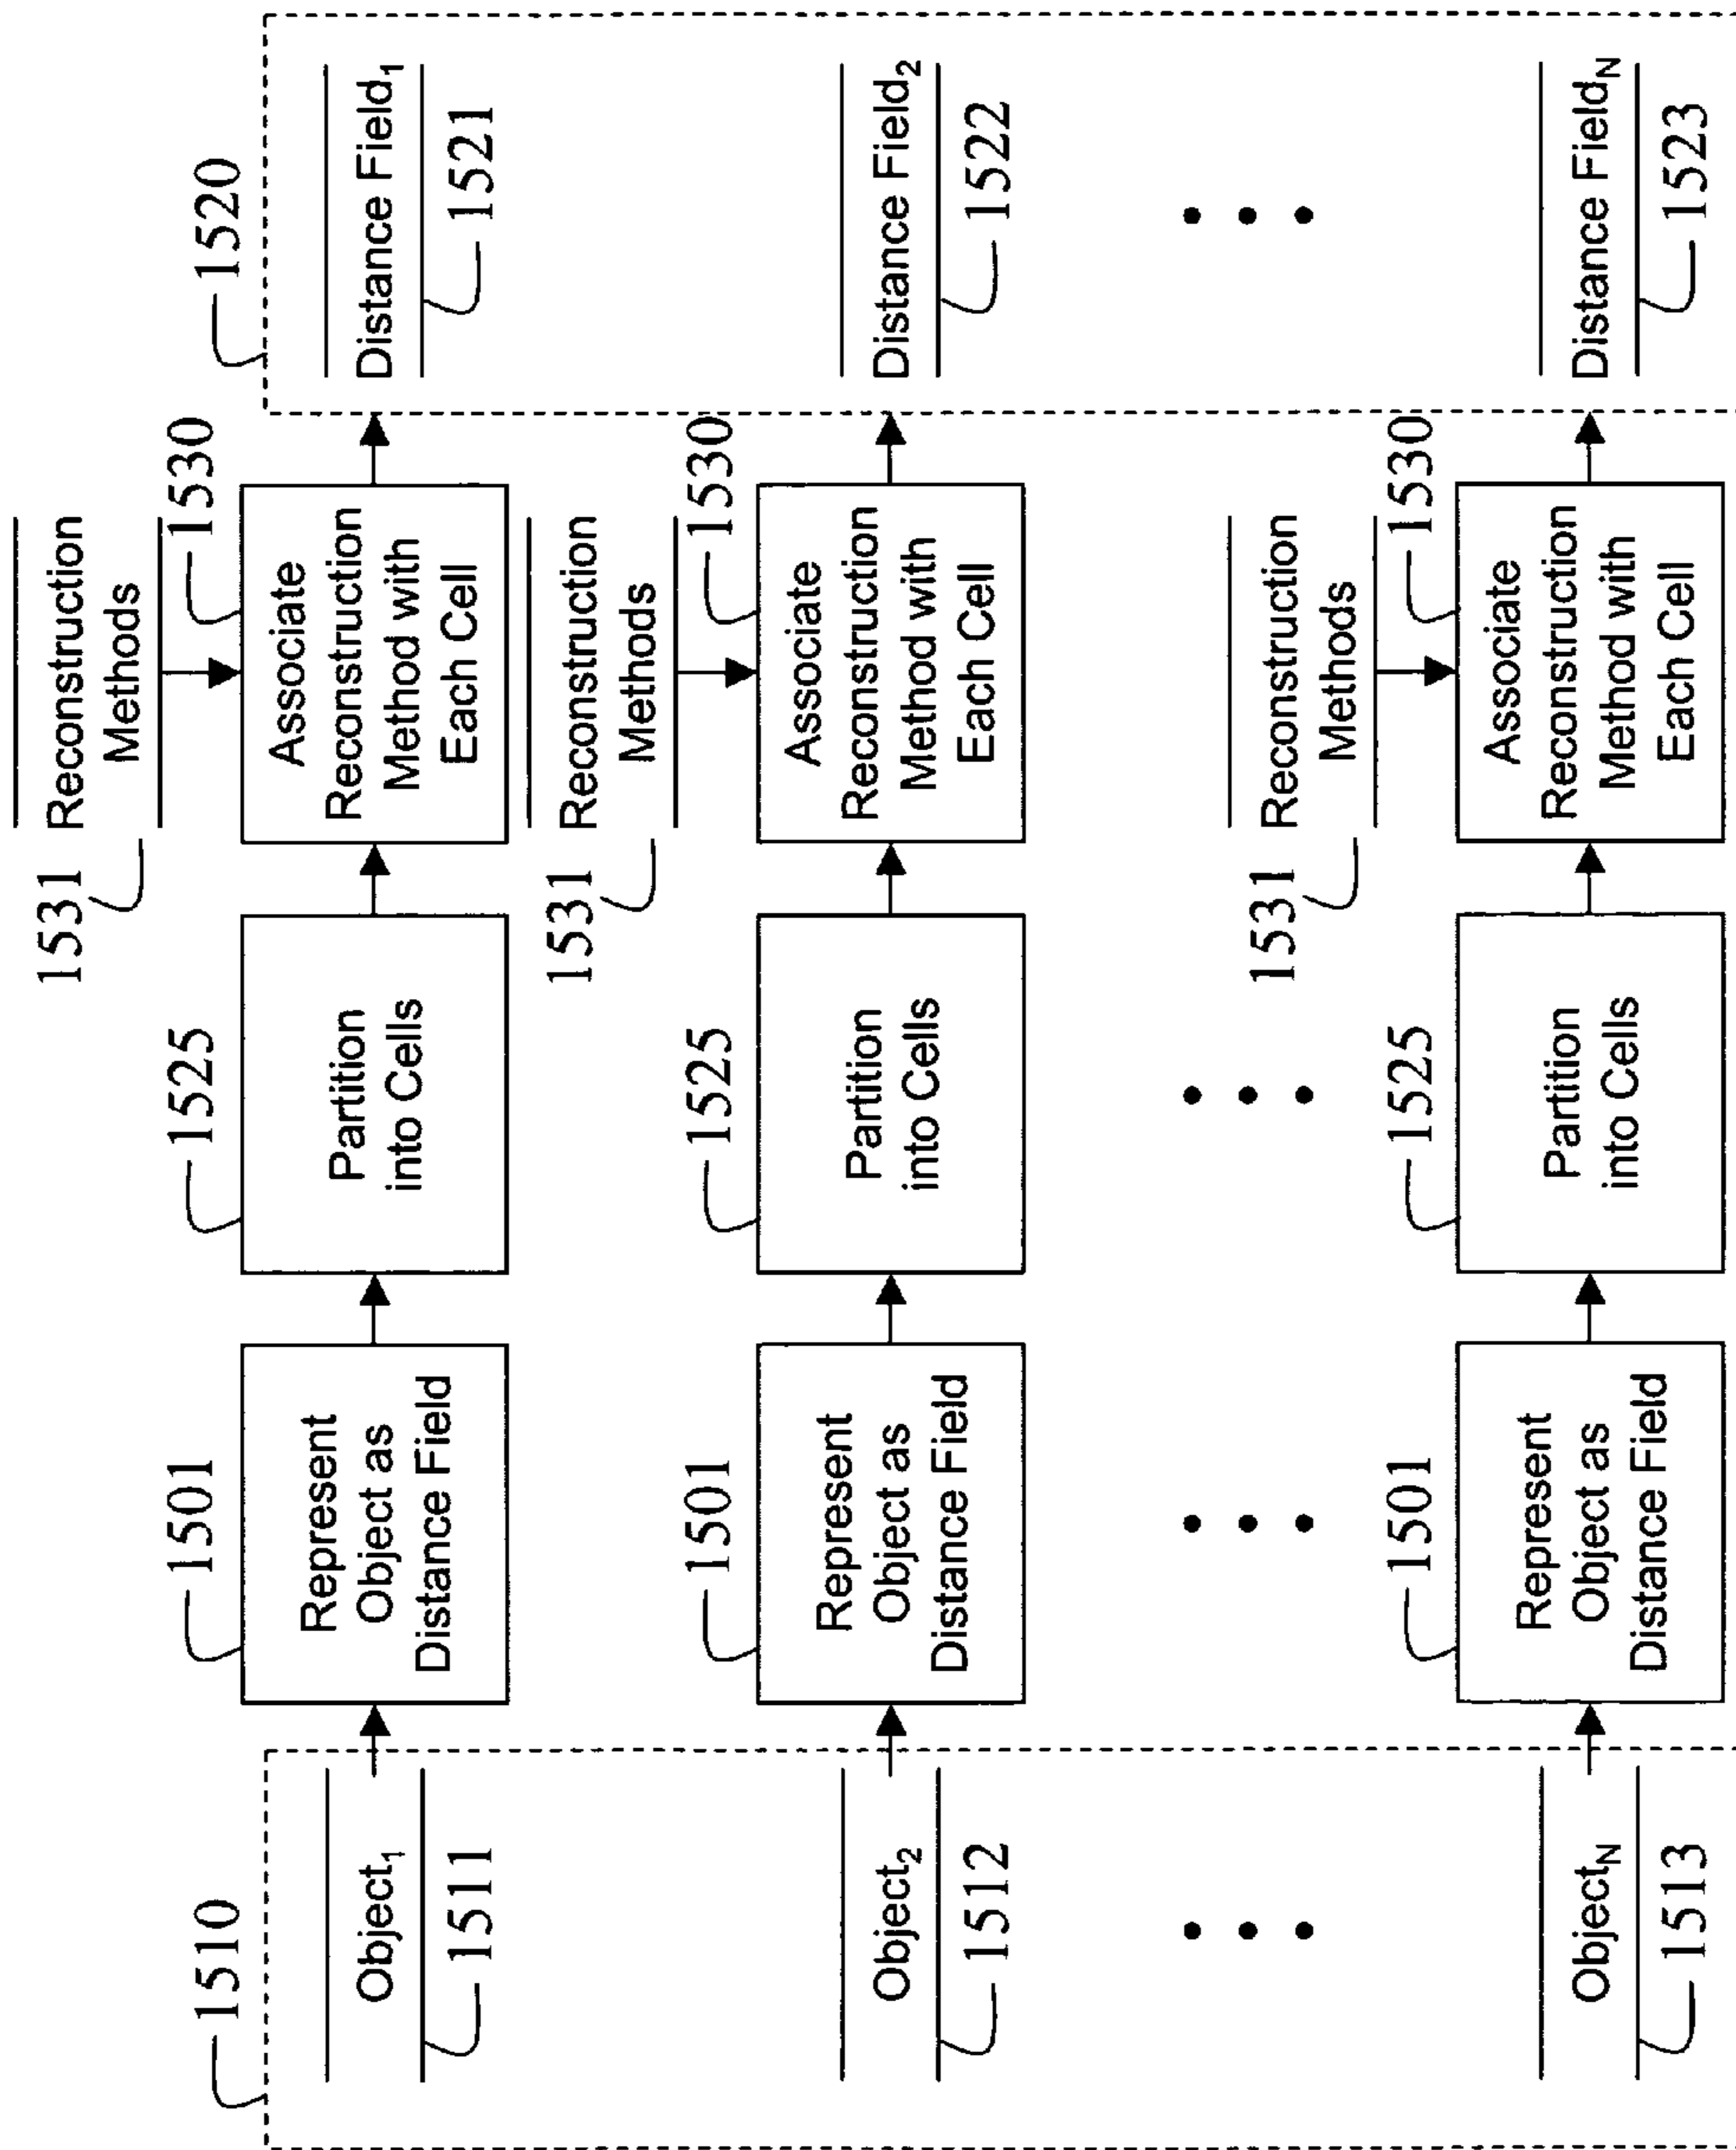 1510
Object1
1511
1501
Represent
Object as
Distance Field
1525
Partition
into Cells
1531
Reconstruction
Methods
1530
Associate
Reconstruction
Method with
Each Cell
1520
Distance Field1
1521
Object2
1512
1501
Represent
Object as
Distance Field
1525
Partition
into Cells
1531
Reconstruction
Methods
1530
Associate
Reconstruction
Method with
Each Cell
Distance Field2
1522
ObjectN
1513
1501
Represent
Object as
Distance Field
1525
Partition
into Cells
1531
Reconstruction
Methods
1530
Associate
Reconstruction
Method with
Each Cell
Distance FieldN
1523